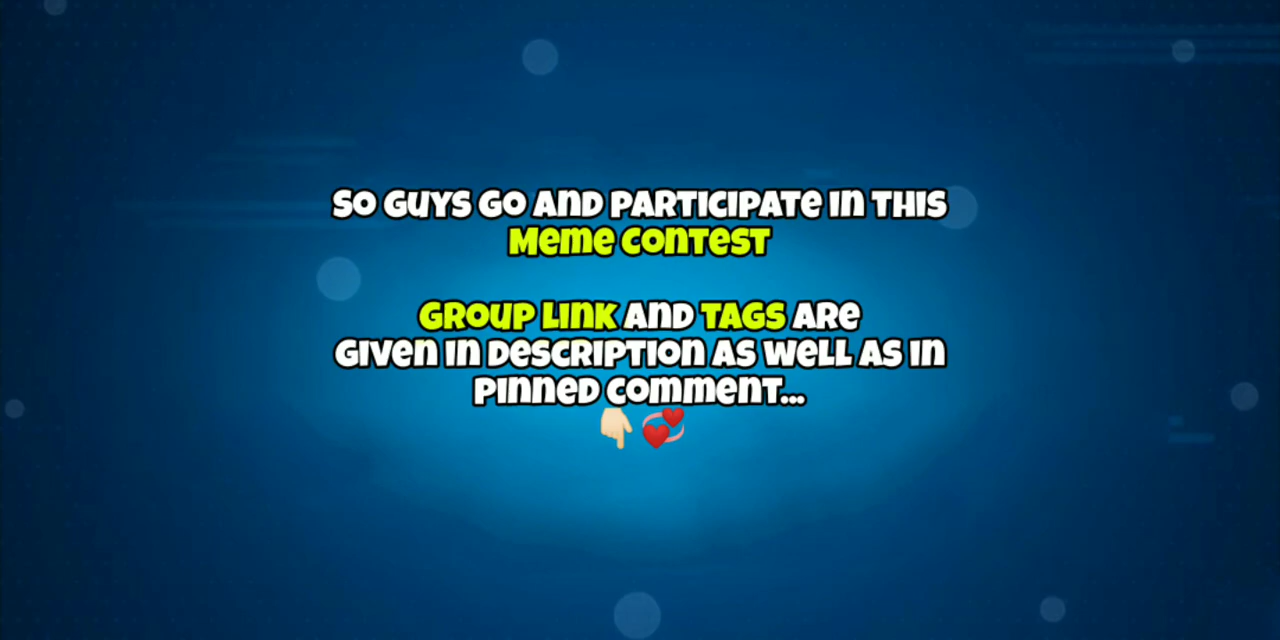 So guys go and participate in this
Meme contest
Group link and tags are
given in description as well as in
pinned comment...
👇🏻💞